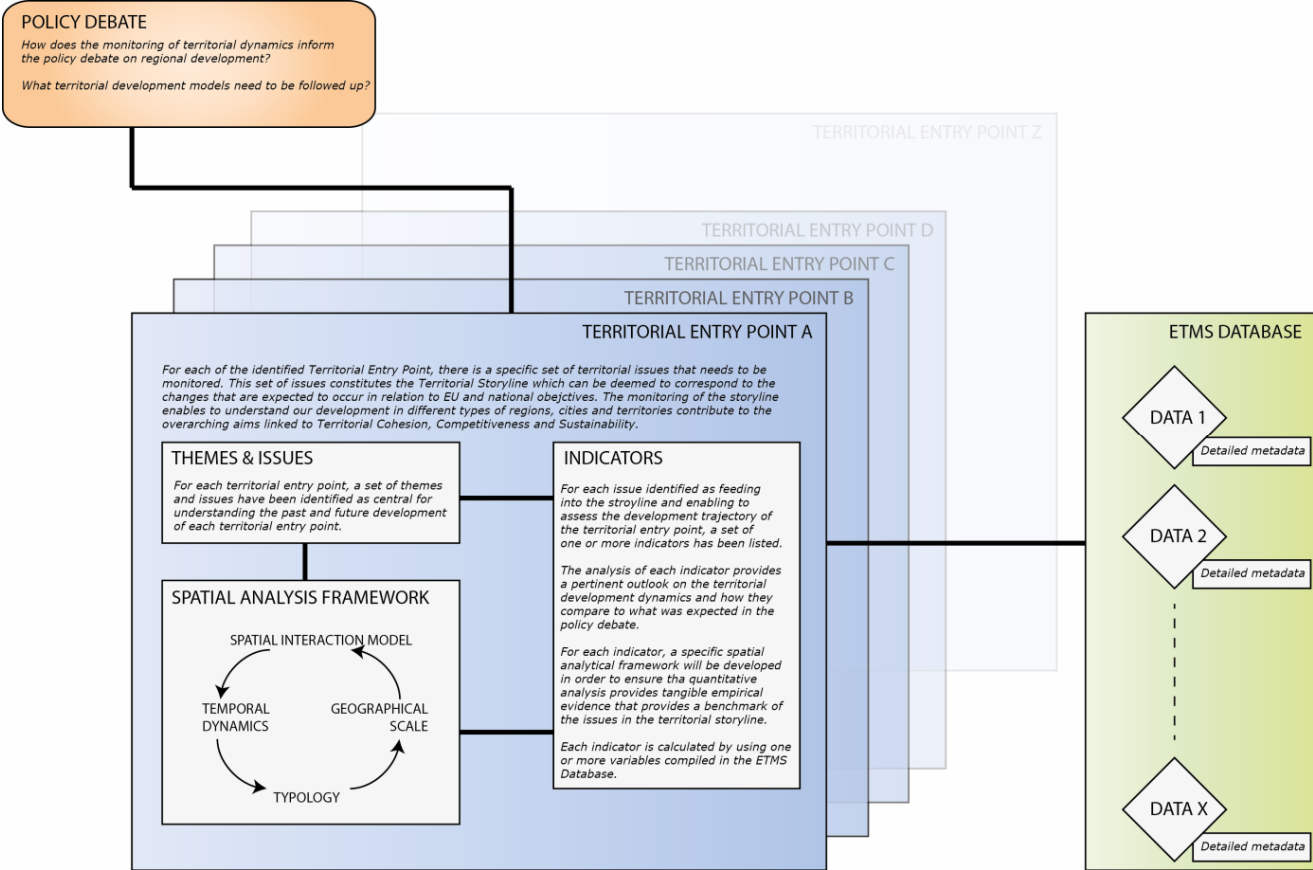 POLICY DEBATE
How does the monitoring of territorial dynamics inform
the policy debate on regional development?
What territorial development models need to be followed up?
TERRITORIAL ENTRY POINT Z
TERRITORIAL ENTRY POINT D
TERRITORIAL ENTRY POINT C
TERRITORIAL ENTRY POINT B
TERRITORIAL ENTRY POINT A
For each of the identified Territorial Entry Point, there is a specific set of territorial issues that needs to be
monitored. This set of issues constitutes the Territorial Storyline which can be deemed to correspond to the
changes that are expected to occur in relation to EU and national obejctives. The monitoring of the storyline
enables to understand our development in different types of regions, cities and territories contribute to the
overarching aims linked to Territorial Cohesion, Competitiveness and Sustainability.
THEMES & ISSUES
For each territorial entry point, a set of themes
and issues have been identified as central for
understanding the past and future development
of each territorial entry point.
SPATIAL ANALYSIS FRAMEWORK
SPATIAL INTERACTION MODEL
TEMPORAL
DYNAMICS
GEOGRAPHICAL
SCALE
TYPOLOGY
INDICATORS
For each issue identified as feeding
into the stroyline and enabling to
assess the development trajectory of
the territorial entry point, a set of
one or more indicators has been listed.
The analysis of each indicator provides
a pertinent outlook on the territorial
development dynamics and how they
compare to what was expected in the
policy debate.
For each indicator, a specific spatial
analytical framework will be developed
in order to ensure tha quantitative
analysis provides tangible empirical
evidence that provides a benchmark of
the issues in the territorial storyline.
Each indicator is calculated by using one
or more variables compiled in the ETMS
Database.
ETMS DATABASE
DATA 1
Detailed metadata
DATA 2
Detailed metadata
DATA X
Detailed metadata